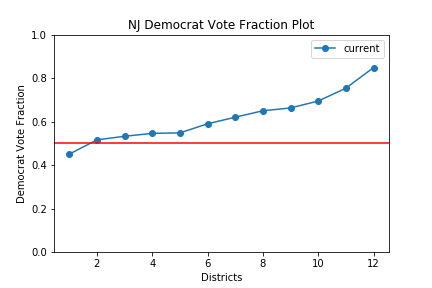 NJ Democrat Vote Fraction Plot
current
Democrat Vote Fraction
1.0
0.8
0.6
0.4
0.2
0.0
2 4 6 8 10 12
Districts